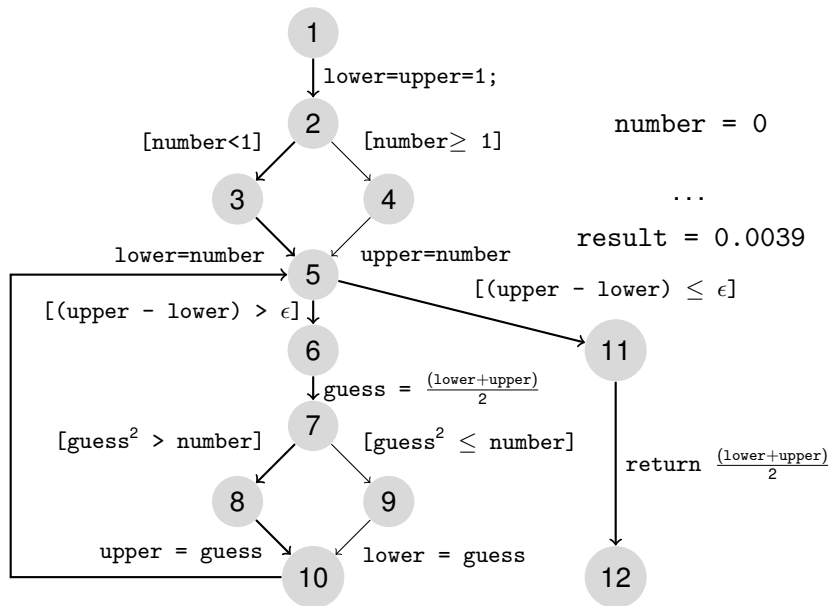 1
lower=upper=1;
2
number = 0
[number<1]
[number≥ 1]
3
4
...
result = 0.0039
lower=number
upper=number
5
[(upper - lower) ≤ ϵ]
[(upper - lower) > ϵ]
6
11
guess = (lower+upper)/2
7
[guess² > number]
[guess² ≤ number]
return (lower+upper)/2
8
9
upper = guess
lower = guess
10
12